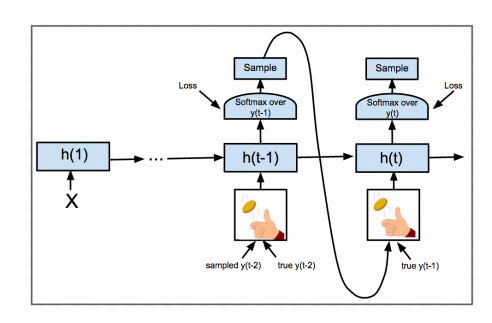 Sample
Sample
Loss
Softmax over
y(t-1)
Softmax over
y(t)
Loss
h(1)
...
h(t-1)
h(t)
X
sampled y(t-2)
true y(t-2)
true y(t-1)